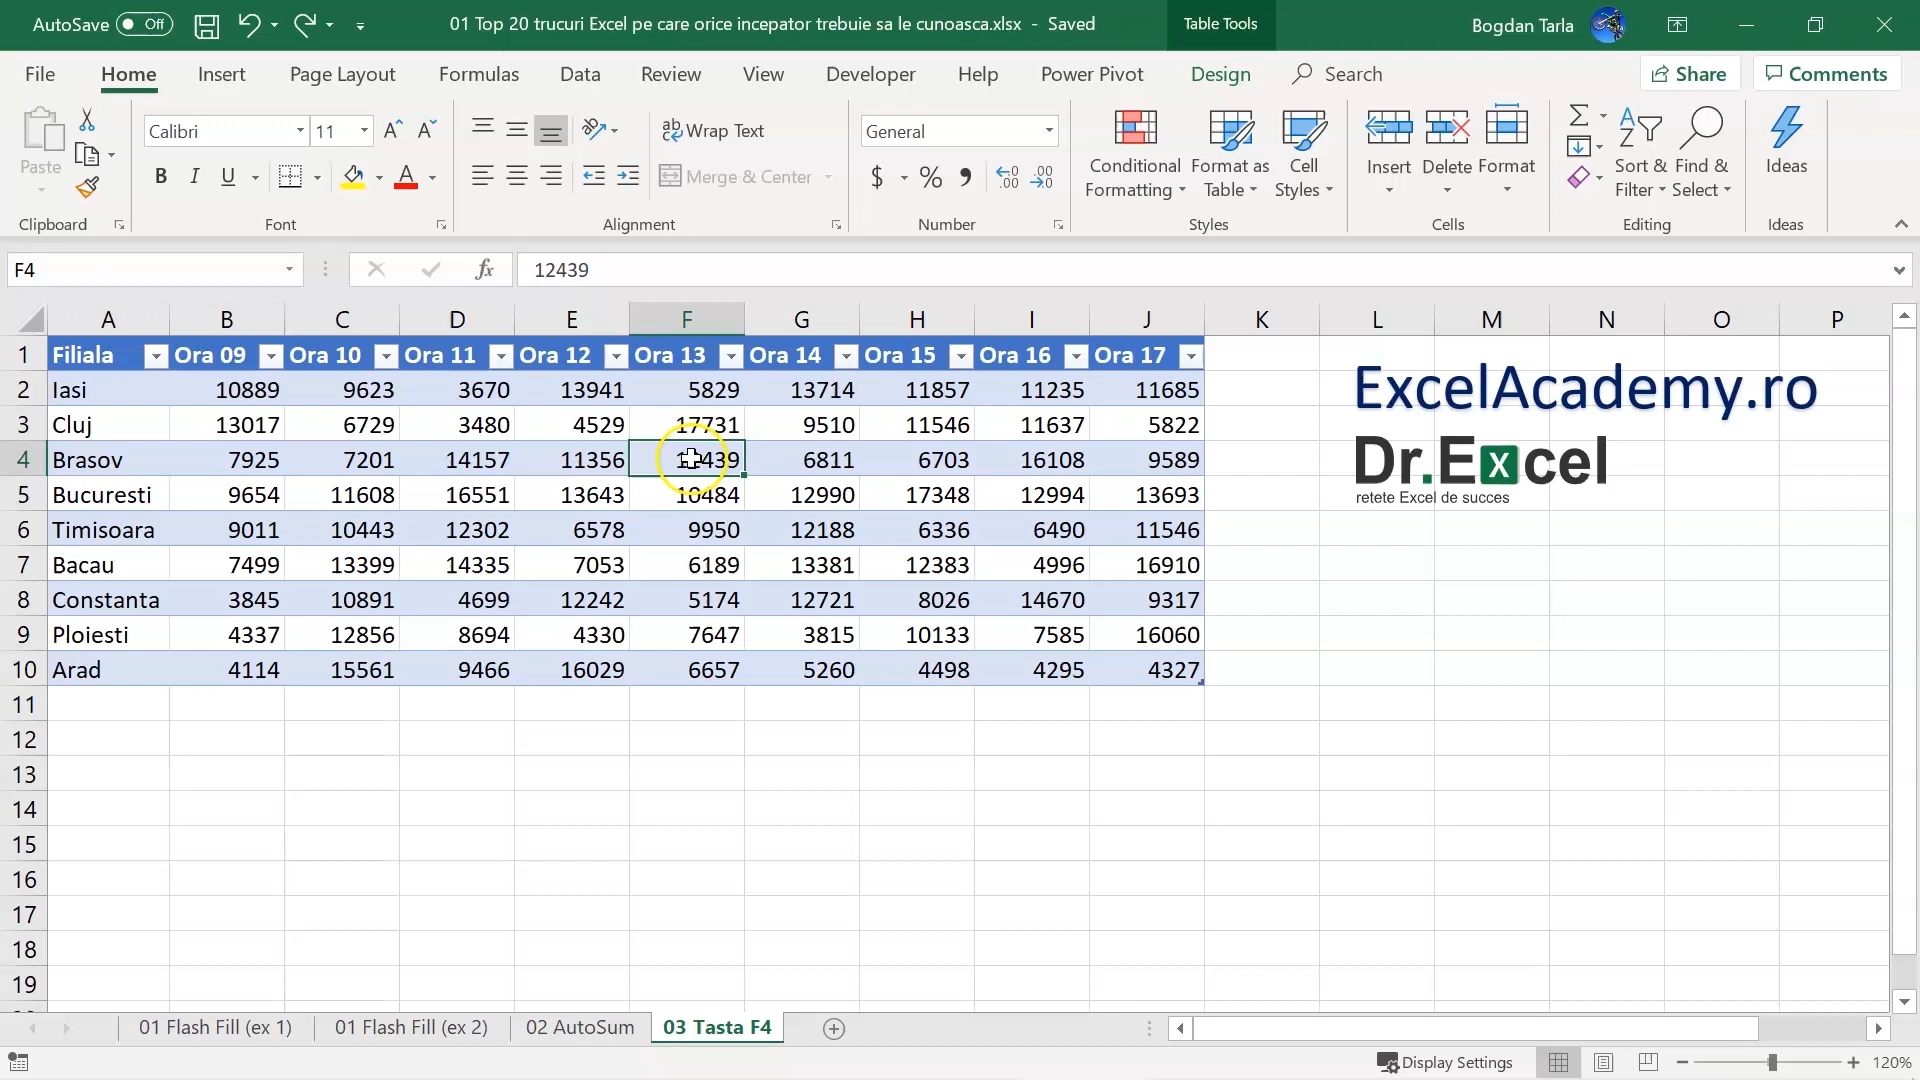 AutoSave Off 01 Top 20 trucuri Excel pe care orice incepator trebuie sa le cunoasca.xlsx - Saved Table Tools Bogdan Tarla
File Home Insert Page Layout Formulas Data Review View Developer Help Power Pivot Design Search Share Comments
Paste Calibri 11 Wrap Text General
Merge & Center
Conditional Formatting Format as Table Cell Styles
Insert Delete Format
Sort & Filter Find & Select
Ideas
Clipboard Font Alignment Number Styles Cells Editing Ideas
F4 fx 12439
A B C D E F G H I J K L M N O P
1 Filiala Ora 09 Ora 10 Ora 11 Ora 12 Ora 13 Ora 14 Ora 15 Ora 16 Ora 17
2 Iasi 10889 9623 3670 13941 5829 13714 11857 11235 11685
3 Cluj 13017 6729 3480 4529 17731 9510 11546 11637 5822
4 Brasov 7925 7201 14157 11356 12439 6811 6703 16108 9589
5 Bucuresti 9654 11608 16551 13643 10484 12990 17348 12994 13693
6 Timisoara 9011 10443 12302 6578 9950 12188 6336 6490 11546
7 Bacau 7499 13399 14335 7053 6189 13381 12383 4996 16910
8 Constanta 3845 10891 4699 12242 5174 12721 8026 14670 9317
9 Ploiesti 4337 12856 8694 4330 7647 3815 10133 7585 16060
10 Arad 4114 15561 9466 16029 6657 5260 4498 4295 4327
11
12
13
14
15
16
17
18
19
ExcelAcademy.ro
Dr.Excel
retete Excel de succes
01 Flash Fill (ex 1) 01 Flash Fill (ex 2) 02 AutoSum 03 Tasta F4
Display Settings 120%